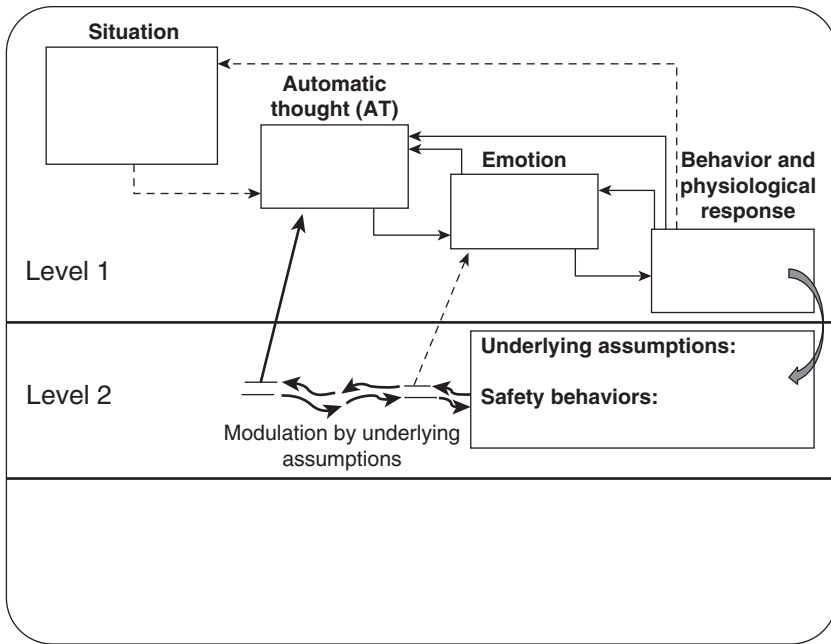 Situation
Automatic
thought (AT)
Emotion
Behavior and
physiological
response
Level 1
Underlying assumptions:
Level 2
Safety behaviors:
Modulation by underlying
assumptions